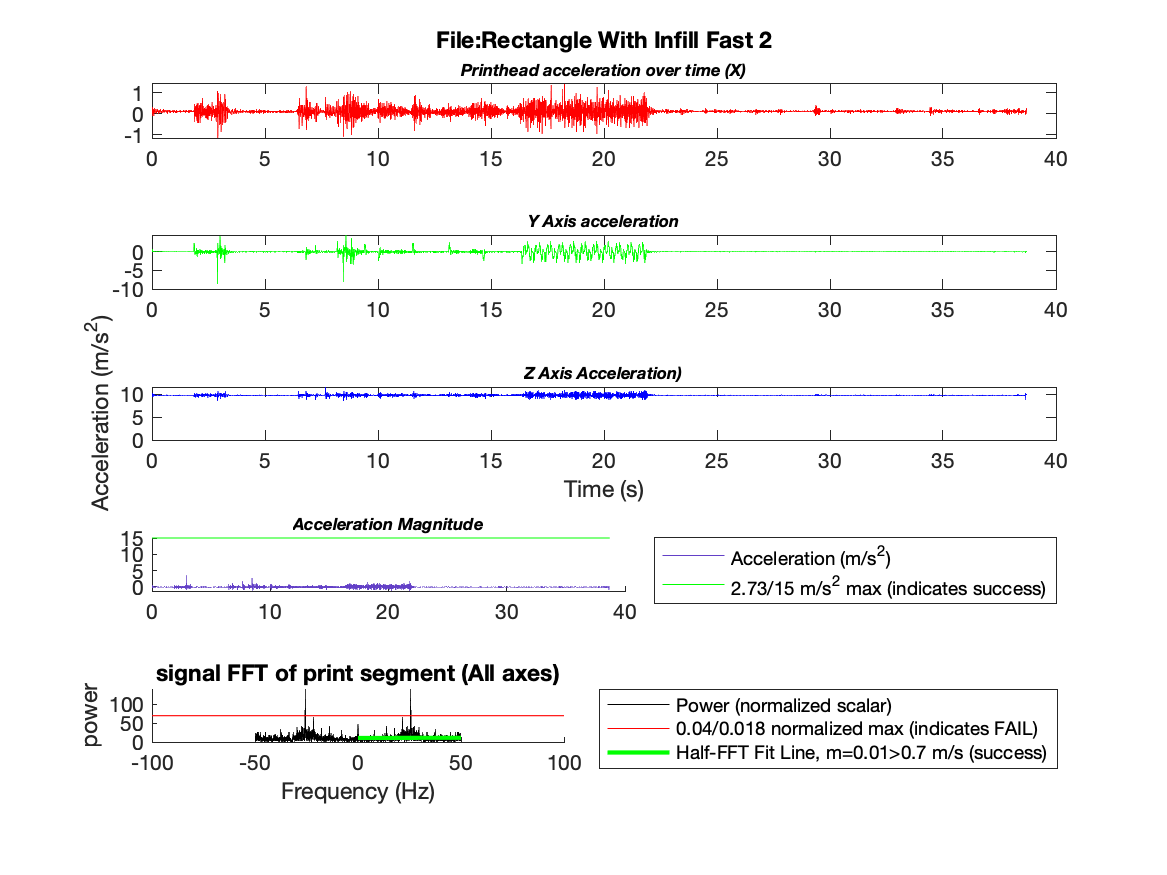 File:Rectangle With Infill Fast 2
Printhead acceleration over time (X)
1
0
-1
0 5 10 15 20 25 30 35 40
Y Axis acceleration
0
-5
-10
0 5 10 15 20 25 30 35 40
Z Axis Acceleration)
10
5
0
0 5 10 15 20 25 30 35 40
Time (s)
Acceleration (m/s²)
Acceleration Magnitude
15
10
5
0
0 10 20 30 40
Acceleration (m/s²)
2.73/15 m/s² max (indicates success)
signal FFT of print segment (All axes)
power
100
50
0
-100 -50 0 50 100
Frequency (Hz)
Power (normalized scalar)
0.04/0.018 normalized max (indicates FAIL)
Half-FFT Fit Line, m=0.01>0.7 m/s (success)